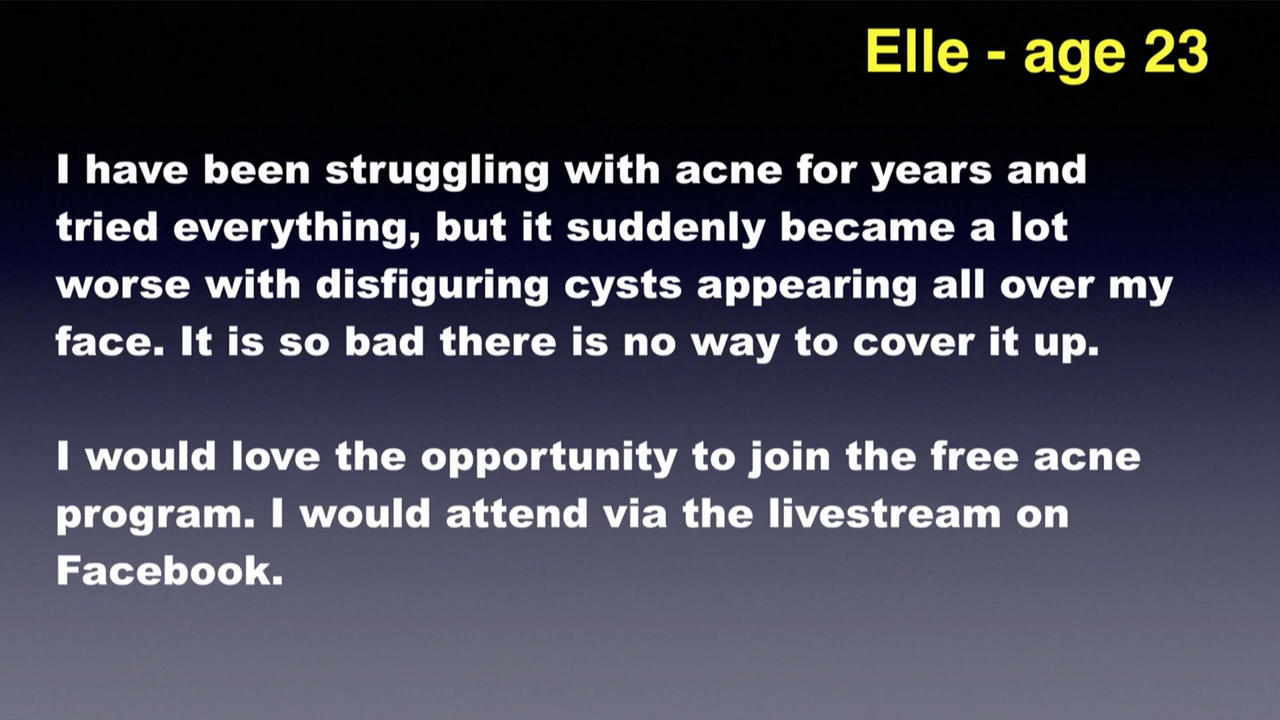 Elle - age 23
I have been struggling with acne for years and
tried everything, but it suddenly became a lot
worse with disfiguring cysts appearing all over my
face. It is so bad there is no way to cover it up.
I would love the opportunity to join the free acne
program. I would attend via the livestream on
Facebook.